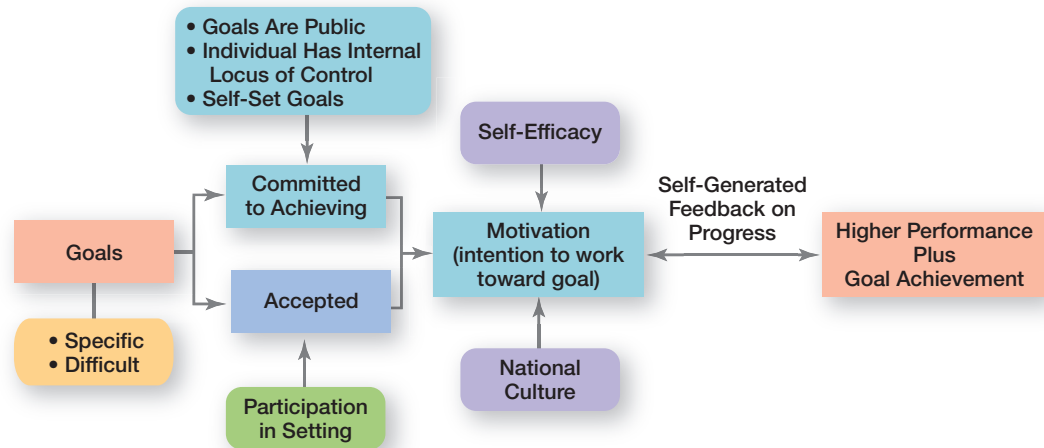 • Goals Are Public
• Individual Has Internal
Locus of Control
• Self-Set Goals
Self-Efficacy
Committed
to Achieving
Self-Generated
Feedback on
Progress
Goals
Motivation
(intention to work
toward goal)
Higher Performance
Plus
Goal Achievement
Accepted
• Specific
• Difficult
National
Culture
Participation
in Setting